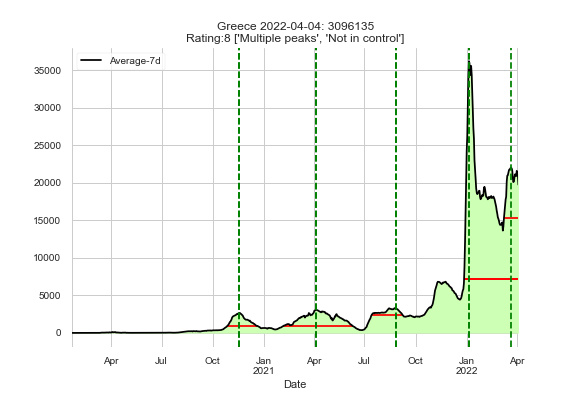 Greece 2022-04-04: 3096135
Rating:8 ['Multiple peaks', 'Not in control']
Average-7d
35000
30000
25000
20000
15000
10000
5000
0
Apr Jul Oct Jan Apr Jul Oct Jan Apr
2021 2022
Date